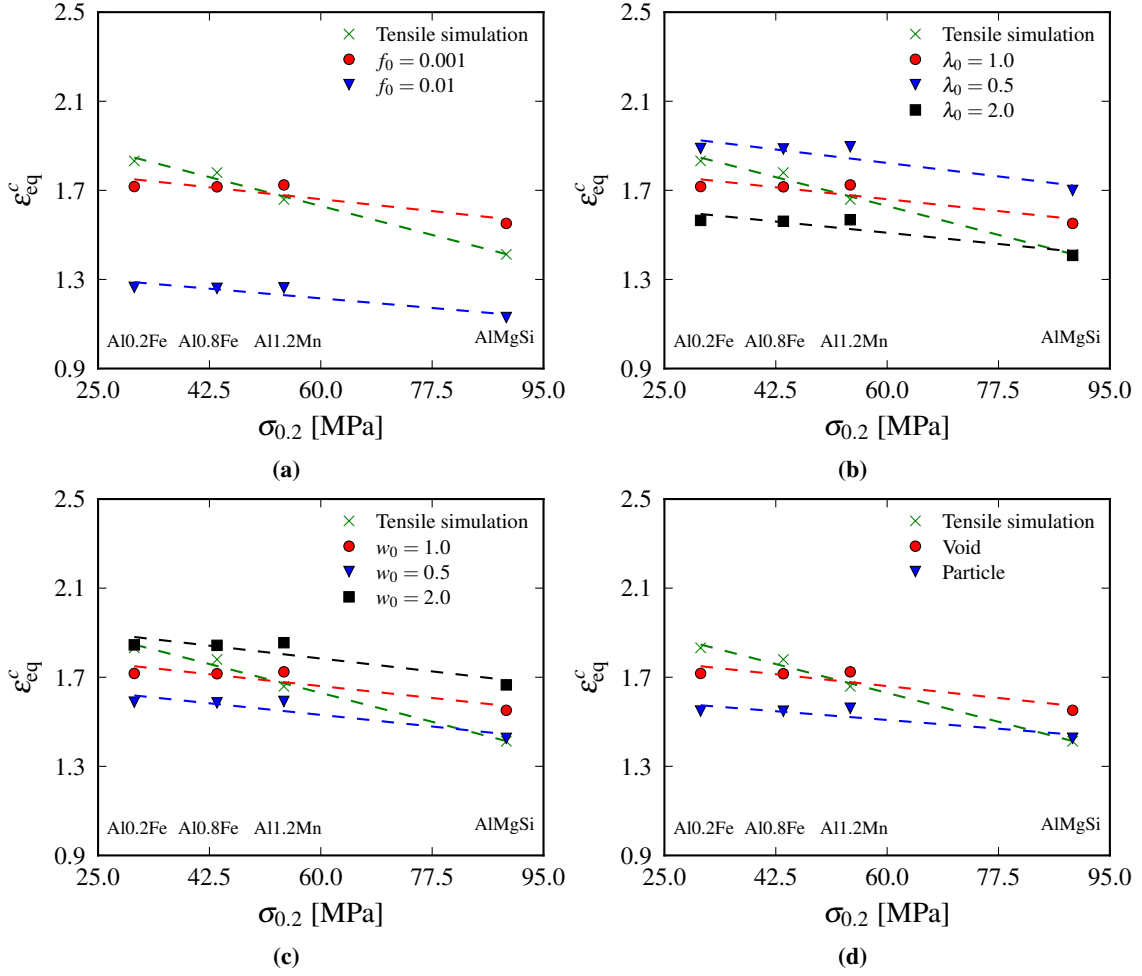 2.5
2.1
1.7
1.3
0.9
ε^c_eq
Tensile simulation
f₀ = 0.001
f₀ = 0.01
Al0.2Fe Al0.8Fe Al1.2Mn AlMgSi
25.0 42.5 60.0 77.5 95.0
σ₀.₂ [MPa]
(a)
2.5
2.1
1.7
1.3
0.9
ε^c_eq
Tensile simulation
λ₀ = 1.0
λ₀ = 0.5
λ₀ = 2.0
Al0.2Fe Al0.8Fe Al1.2Mn AlMgSi
25.0 42.5 60.0 77.5 95.0
σ₀.₂ [MPa]
(b)
2.5
2.1
1.7
1.3
0.9
ε^c_eq
Tensile simulation
w₀ = 1.0
w₀ = 0.5
w₀ = 2.0
Al0.2Fe Al0.8Fe Al1.2Mn AlMgSi
25.0 42.5 60.0 77.5 95.0
σ₀.₂ [MPa]
(c)
2.5
2.1
1.7
1.3
0.9
ε^c_eq
Tensile simulation
Void
Particle
Al0.2Fe Al0.8Fe Al1.2Mn AlMgSi
25.0 42.5 60.0 77.5 95.0
σ₀.₂ [MPa]
(d)